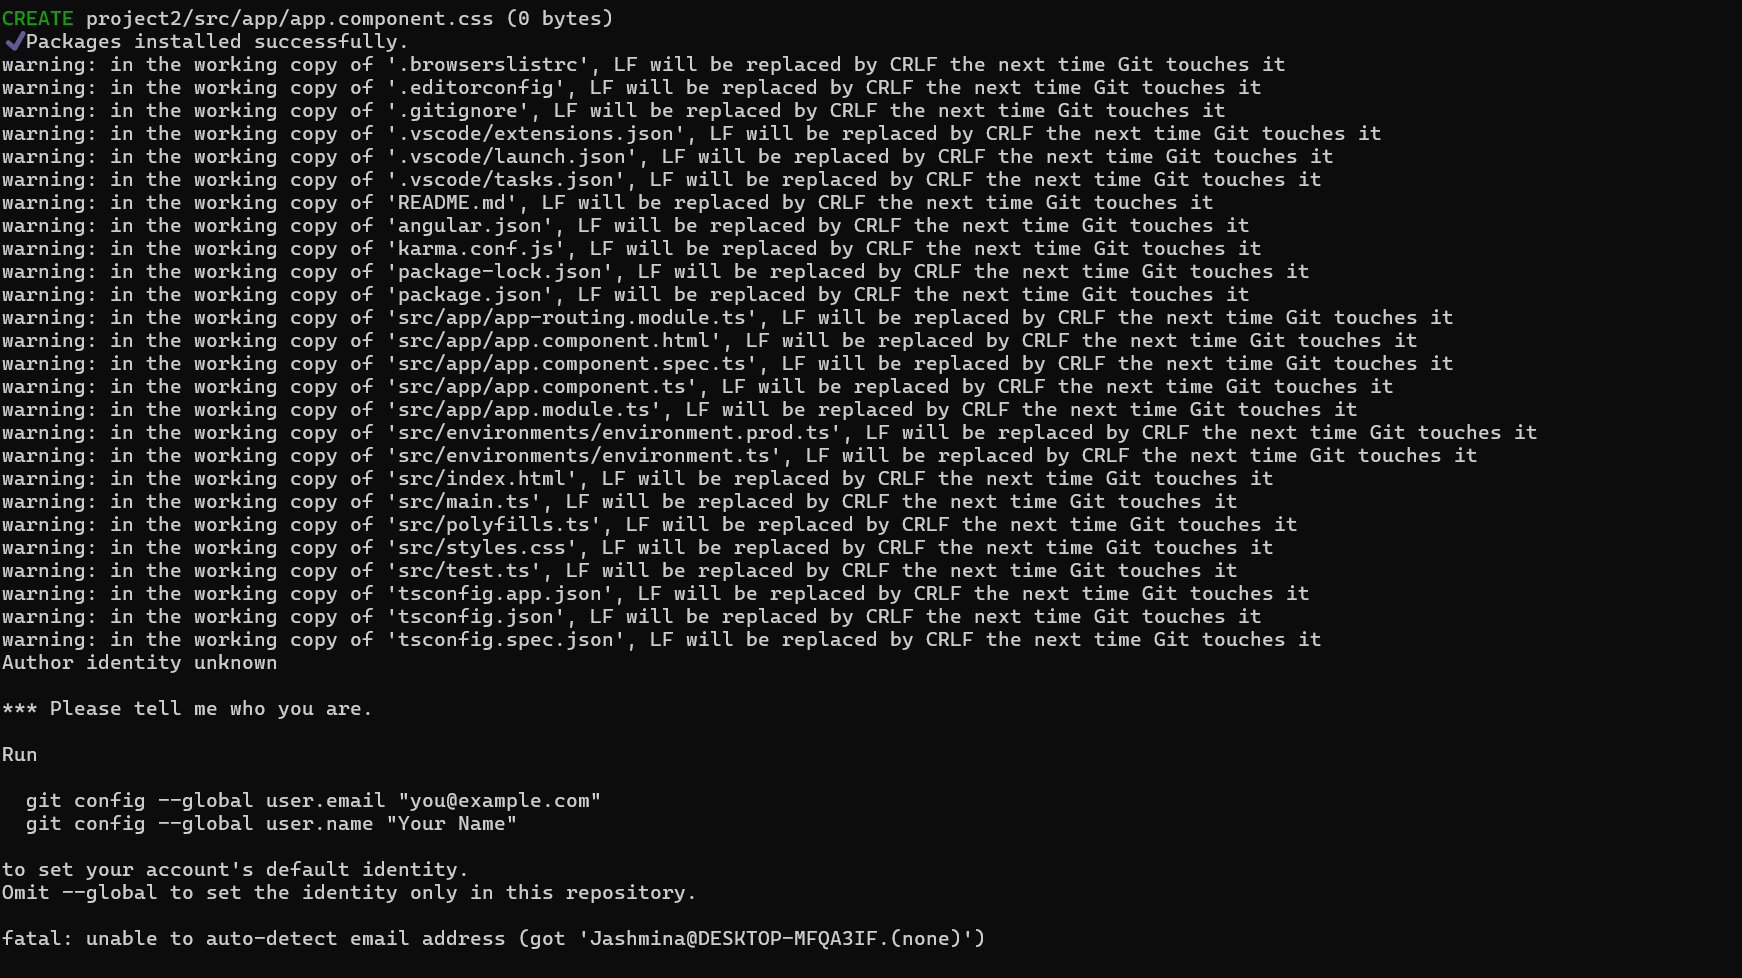 CREATE project2/src/app/app.component.css (0 bytes)
✔Packages installed successfully.
warning: in the working copy of '.browserslistrc', LF will be replaced by CRLF the next time Git touches it
warning: in the working copy of '.editorconfig', LF will be replaced by CRLF the next time Git touches it
warning: in the working copy of '.gitignore', LF will be replaced by CRLF the next time Git touches it
warning: in the working copy of '.vscode/extensions.json', LF will be replaced by CRLF the next time Git touches it
warning: in the working copy of '.vscode/launch.json', LF will be replaced by CRLF the next time Git touches it
warning: in the working copy of '.vscode/tasks.json', LF will be replaced by CRLF the next time Git touches it
warning: in the working copy of 'README.md', LF will be replaced by CRLF the next time Git touches it
warning: in the working copy of 'angular.json', LF will be replaced by CRLF the next time Git touches it
warning: in the working copy of 'karma.conf.js', LF will be replaced by CRLF the next time Git touches it
warning: in the working copy of 'package-lock.json', LF will be replaced by CRLF the next time Git touches it
warning: in the working copy of 'package.json', LF will be replaced by CRLF the next time Git touches it
warning: in the working copy of 'src/app/app-routing.module.ts', LF will be replaced by CRLF the next time Git touches it
warning: in the working copy of 'src/app/app.component.html', LF will be replaced by CRLF the next time Git touches it
warning: in the working copy of 'src/app/app.component.spec.ts', LF will be replaced by CRLF the next time Git touches it
warning: in the working copy of 'src/app/app.component.ts', LF will be replaced by CRLF the next time Git touches it
warning: in the working copy of 'src/app/app.module.ts', LF will be replaced by CRLF the next time Git touches it
warning: in the working copy of 'src/environments/environment.prod.ts', LF will be replaced by CRLF the next time Git touches it
warning: in the working copy of 'src/environments/environment.ts', LF will be replaced by CRLF the next time Git touches it
warning: in the working copy of 'src/index.html', LF will be replaced by CRLF the next time Git touches it
warning: in the working copy of 'src/main.ts', LF will be replaced by CRLF the next time Git touches it
warning: in the working copy of 'src/polyfills.ts', LF will be replaced by CRLF the next time Git touches it
warning: in the working copy of 'src/styles.css', LF will be replaced by CRLF the next time Git touches it
warning: in the working copy of 'src/test.ts', LF will be replaced by CRLF the next time Git touches it
warning: in the working copy of 'tsconfig.app.json', LF will be replaced by CRLF the next time Git touches it
warning: in the working copy of 'tsconfig.json', LF will be replaced by CRLF the next time Git touches it
warning: in the working copy of 'tsconfig.spec.json', LF will be replaced by CRLF the next time Git touches it
Author identity unknown
*** Please tell me who you are.
Run
git config --global user.email "you@example.com"
git config --global user.name "Your Name"
to set your account's default identity.
Omit --global to set the identity only in this repository.
fatal: unable to auto-detect email address (got 'Jashmina@DESKTOP-MFQA3IF.(none)')